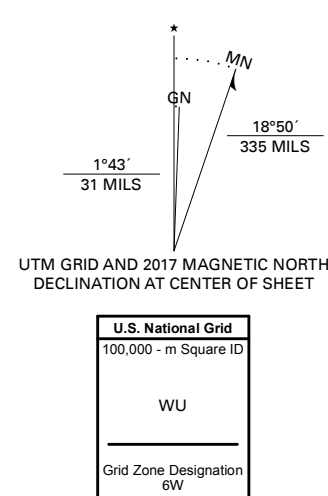 ★
MN
GN
18°50´
335 MILS
1°43´
31 MILS
UTM GRID AND 2017 MAGNETIC NORTH
DECLINATION AT CENTER OF SHEET
U.S. National Grid
100,000 - m Square ID
WU
Grid Zone Designation
6W